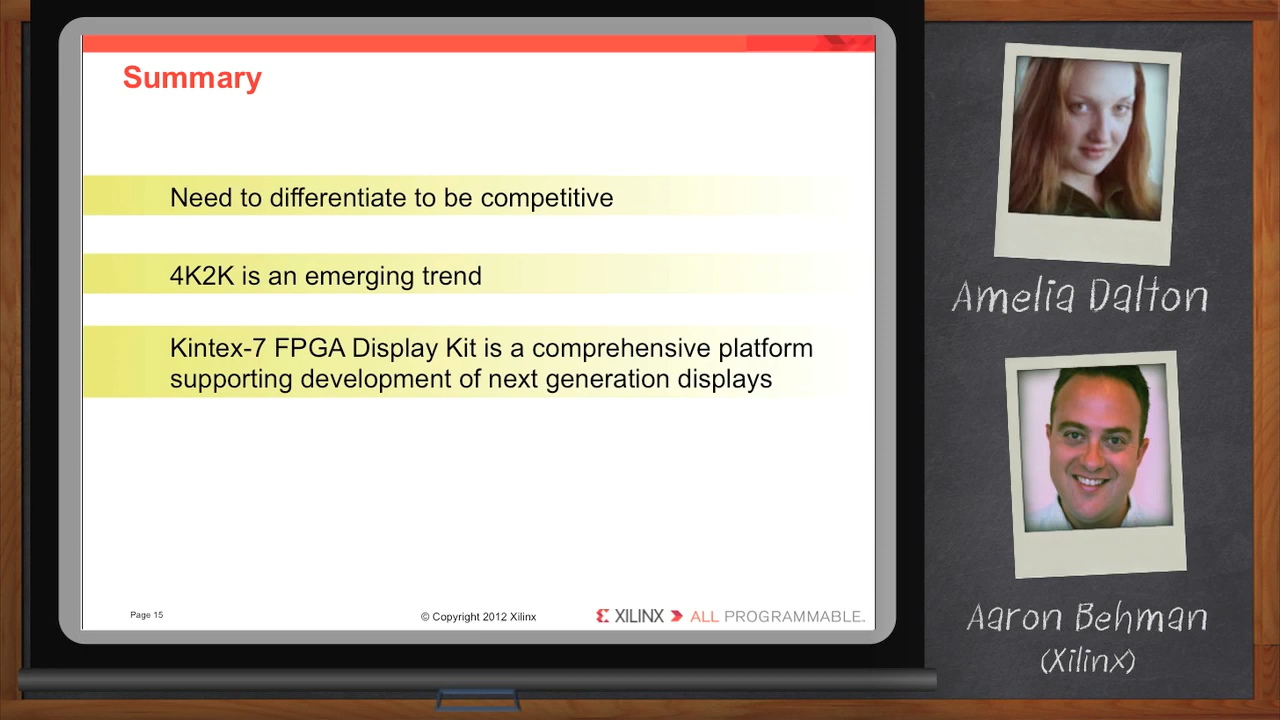 Summary
Need to differentiate to be competitive
4K2K is an emerging trend
Kintex-7 FPGA Display Kit is a comprehensive platform
supporting development of next generation displays
Page 15
© Copyright 2012 Xilinx
XILINX ALL PROGRAMMABLE.
Amelia Dalton
Aaron Behman
(Xilinx)